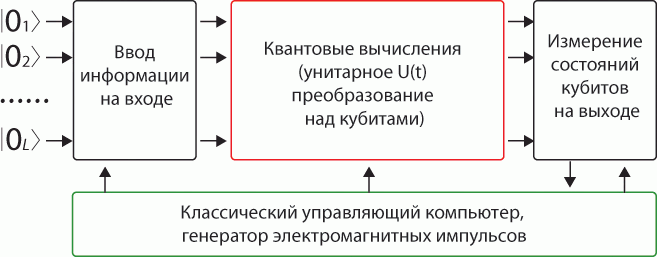 |0₁⟩
|0₂⟩
......
|0_L⟩
Ввод
информации
на входе
Квантовые вычисления
(унитарное U(t)
преобразование
над кубитами)
Измерение
состояний
кубитов
на выходе
Классический управляющий компьютер,
генератор электромагнитных импульсов